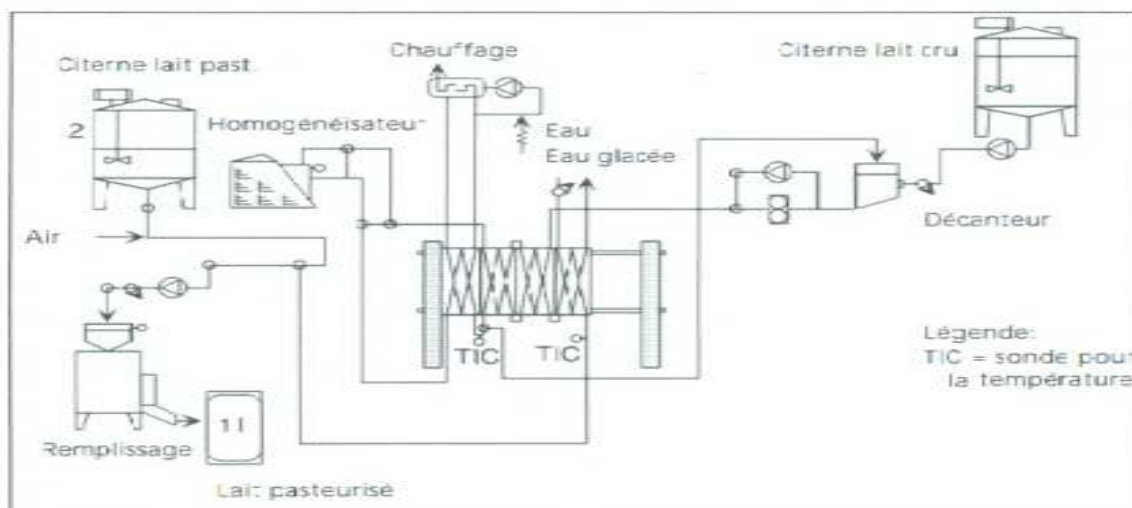 Chauffage
Citerne lait cru
Citerne lait past.
2
Homogénéisateur
Eau
Eau glacée
Décanteur
Air
TIC
TIC
Légende:
TIC = sonde pour
la température
1 l
Remplissage
Lait pasteurisé